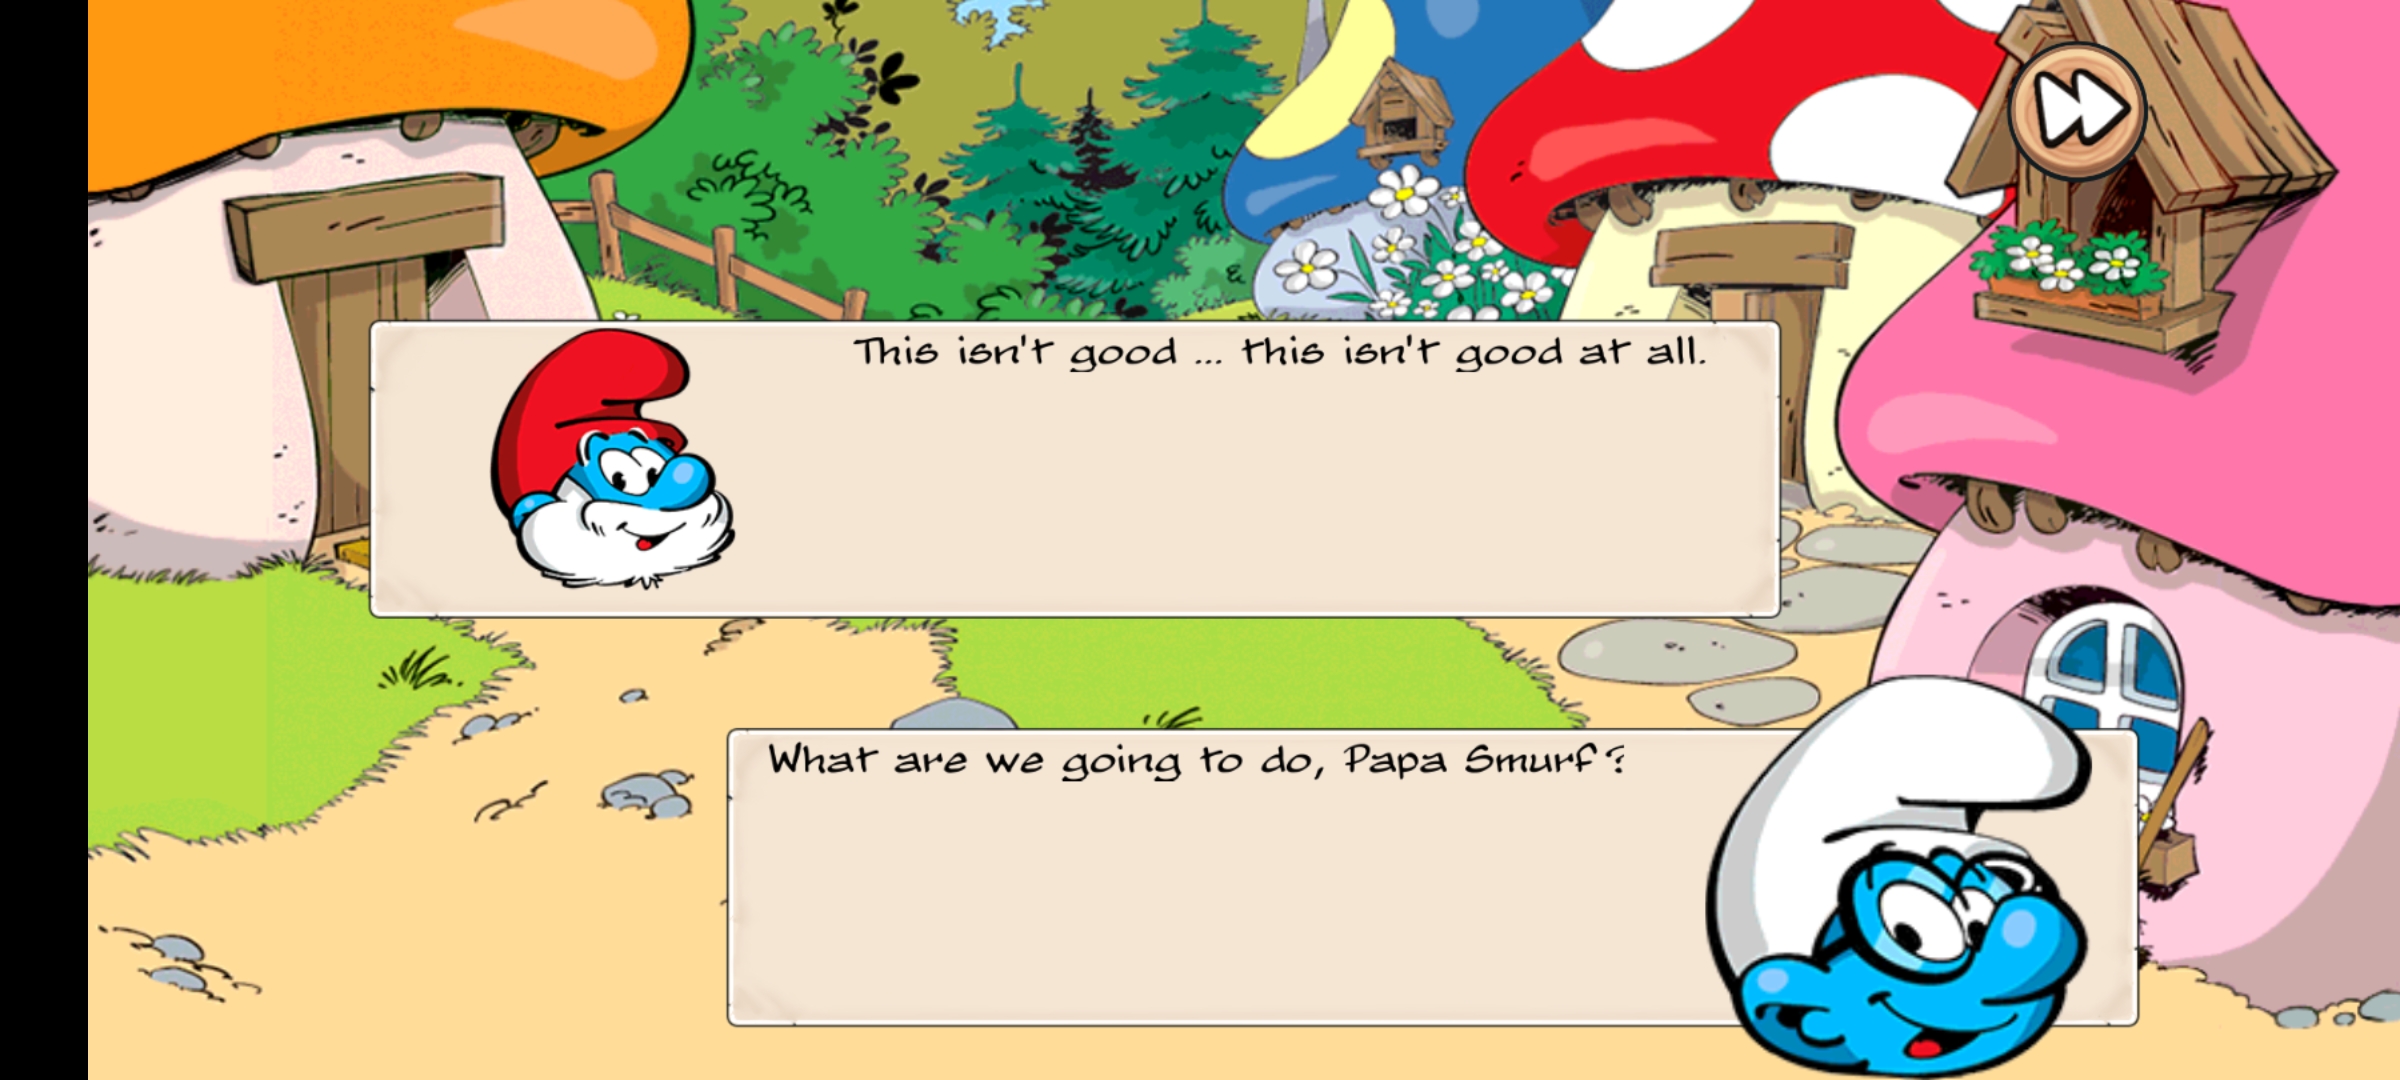 This isn't good ... this isn't good at all.
What are we going to do, Papa Smurf?